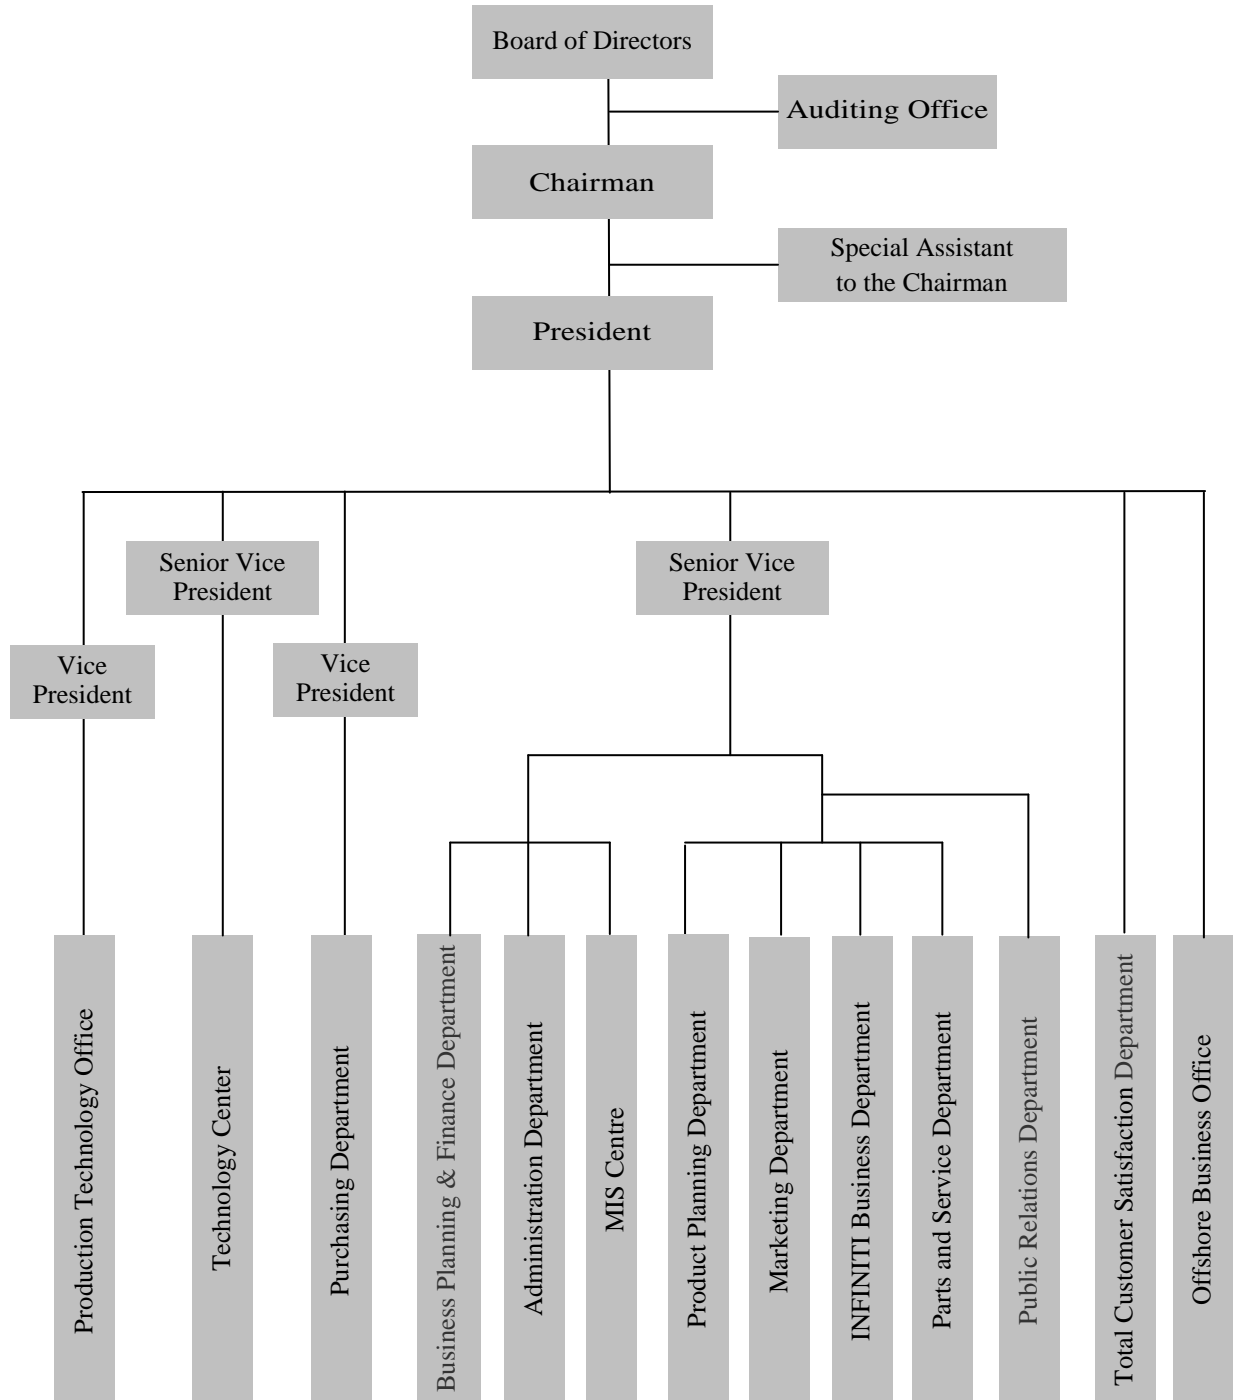 Board of Directors
Auditing Office
Chairman
Special Assistant
to the Chairman
President
Senior Vice
President
Senior Vice
President
Vice
President
Vice
President
Production Technology Office
Technology Center
Purchasing Department
Business Planning & Finance Department
Administration Department
MIS Centre
Product Planning Department
Marketing Department
INFINITI Business Department
Parts and Service Department
Public Relations Department
Total Customer Satisfaction Department
Offshore Business Office